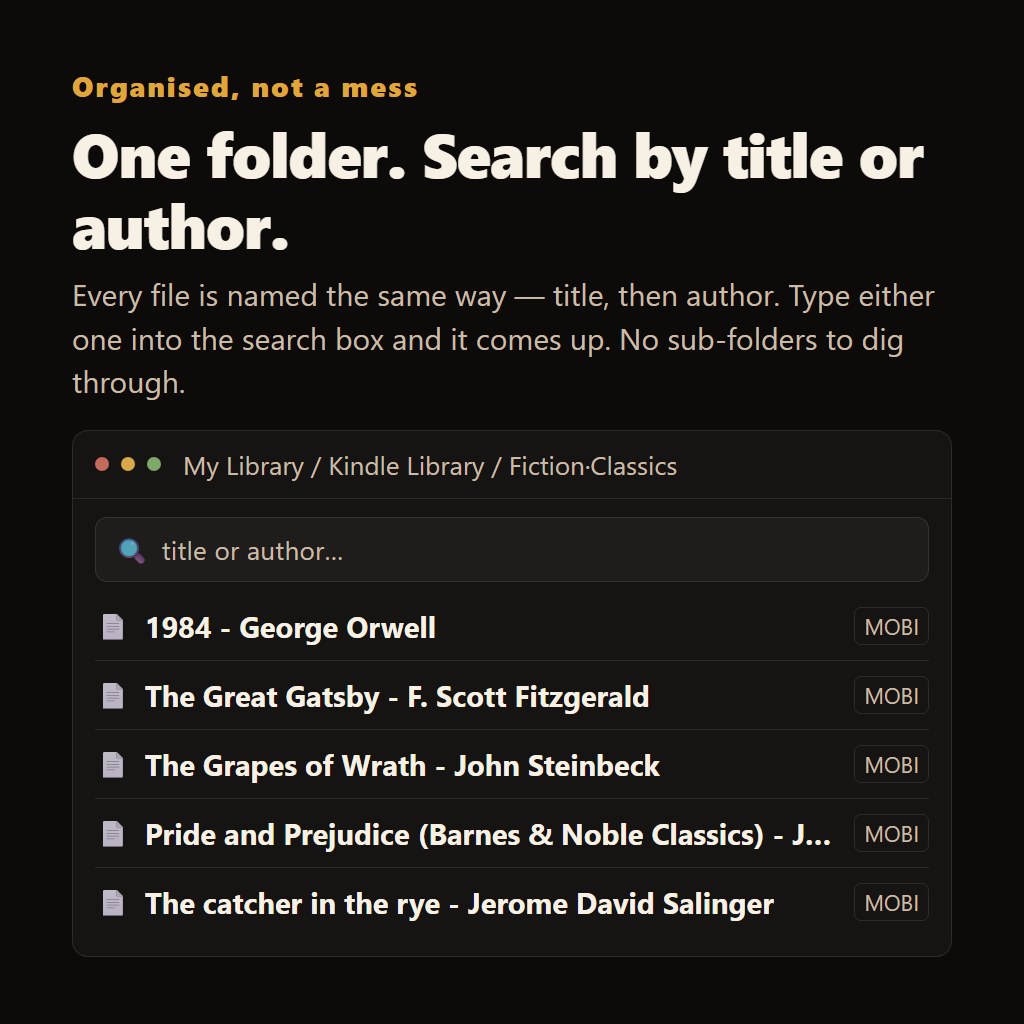 Organised, not a mess
One folder. Search by title or
author.
Every file is named the same way — title, then author. Type either
one into the search box and it comes up. No sub-folders to dig
through.
My Library / Kindle Library / Fiction·Classics
title or author...
1984 - George Orwell MOBI
The Great Gatsby - F. Scott Fitzgerald MOBI
The Grapes of Wrath - John Steinbeck MOBI
Pride and Prejudice (Barnes & Noble Classics) - J... MOBI
The catcher in the rye - Jerome David Salinger MOBI